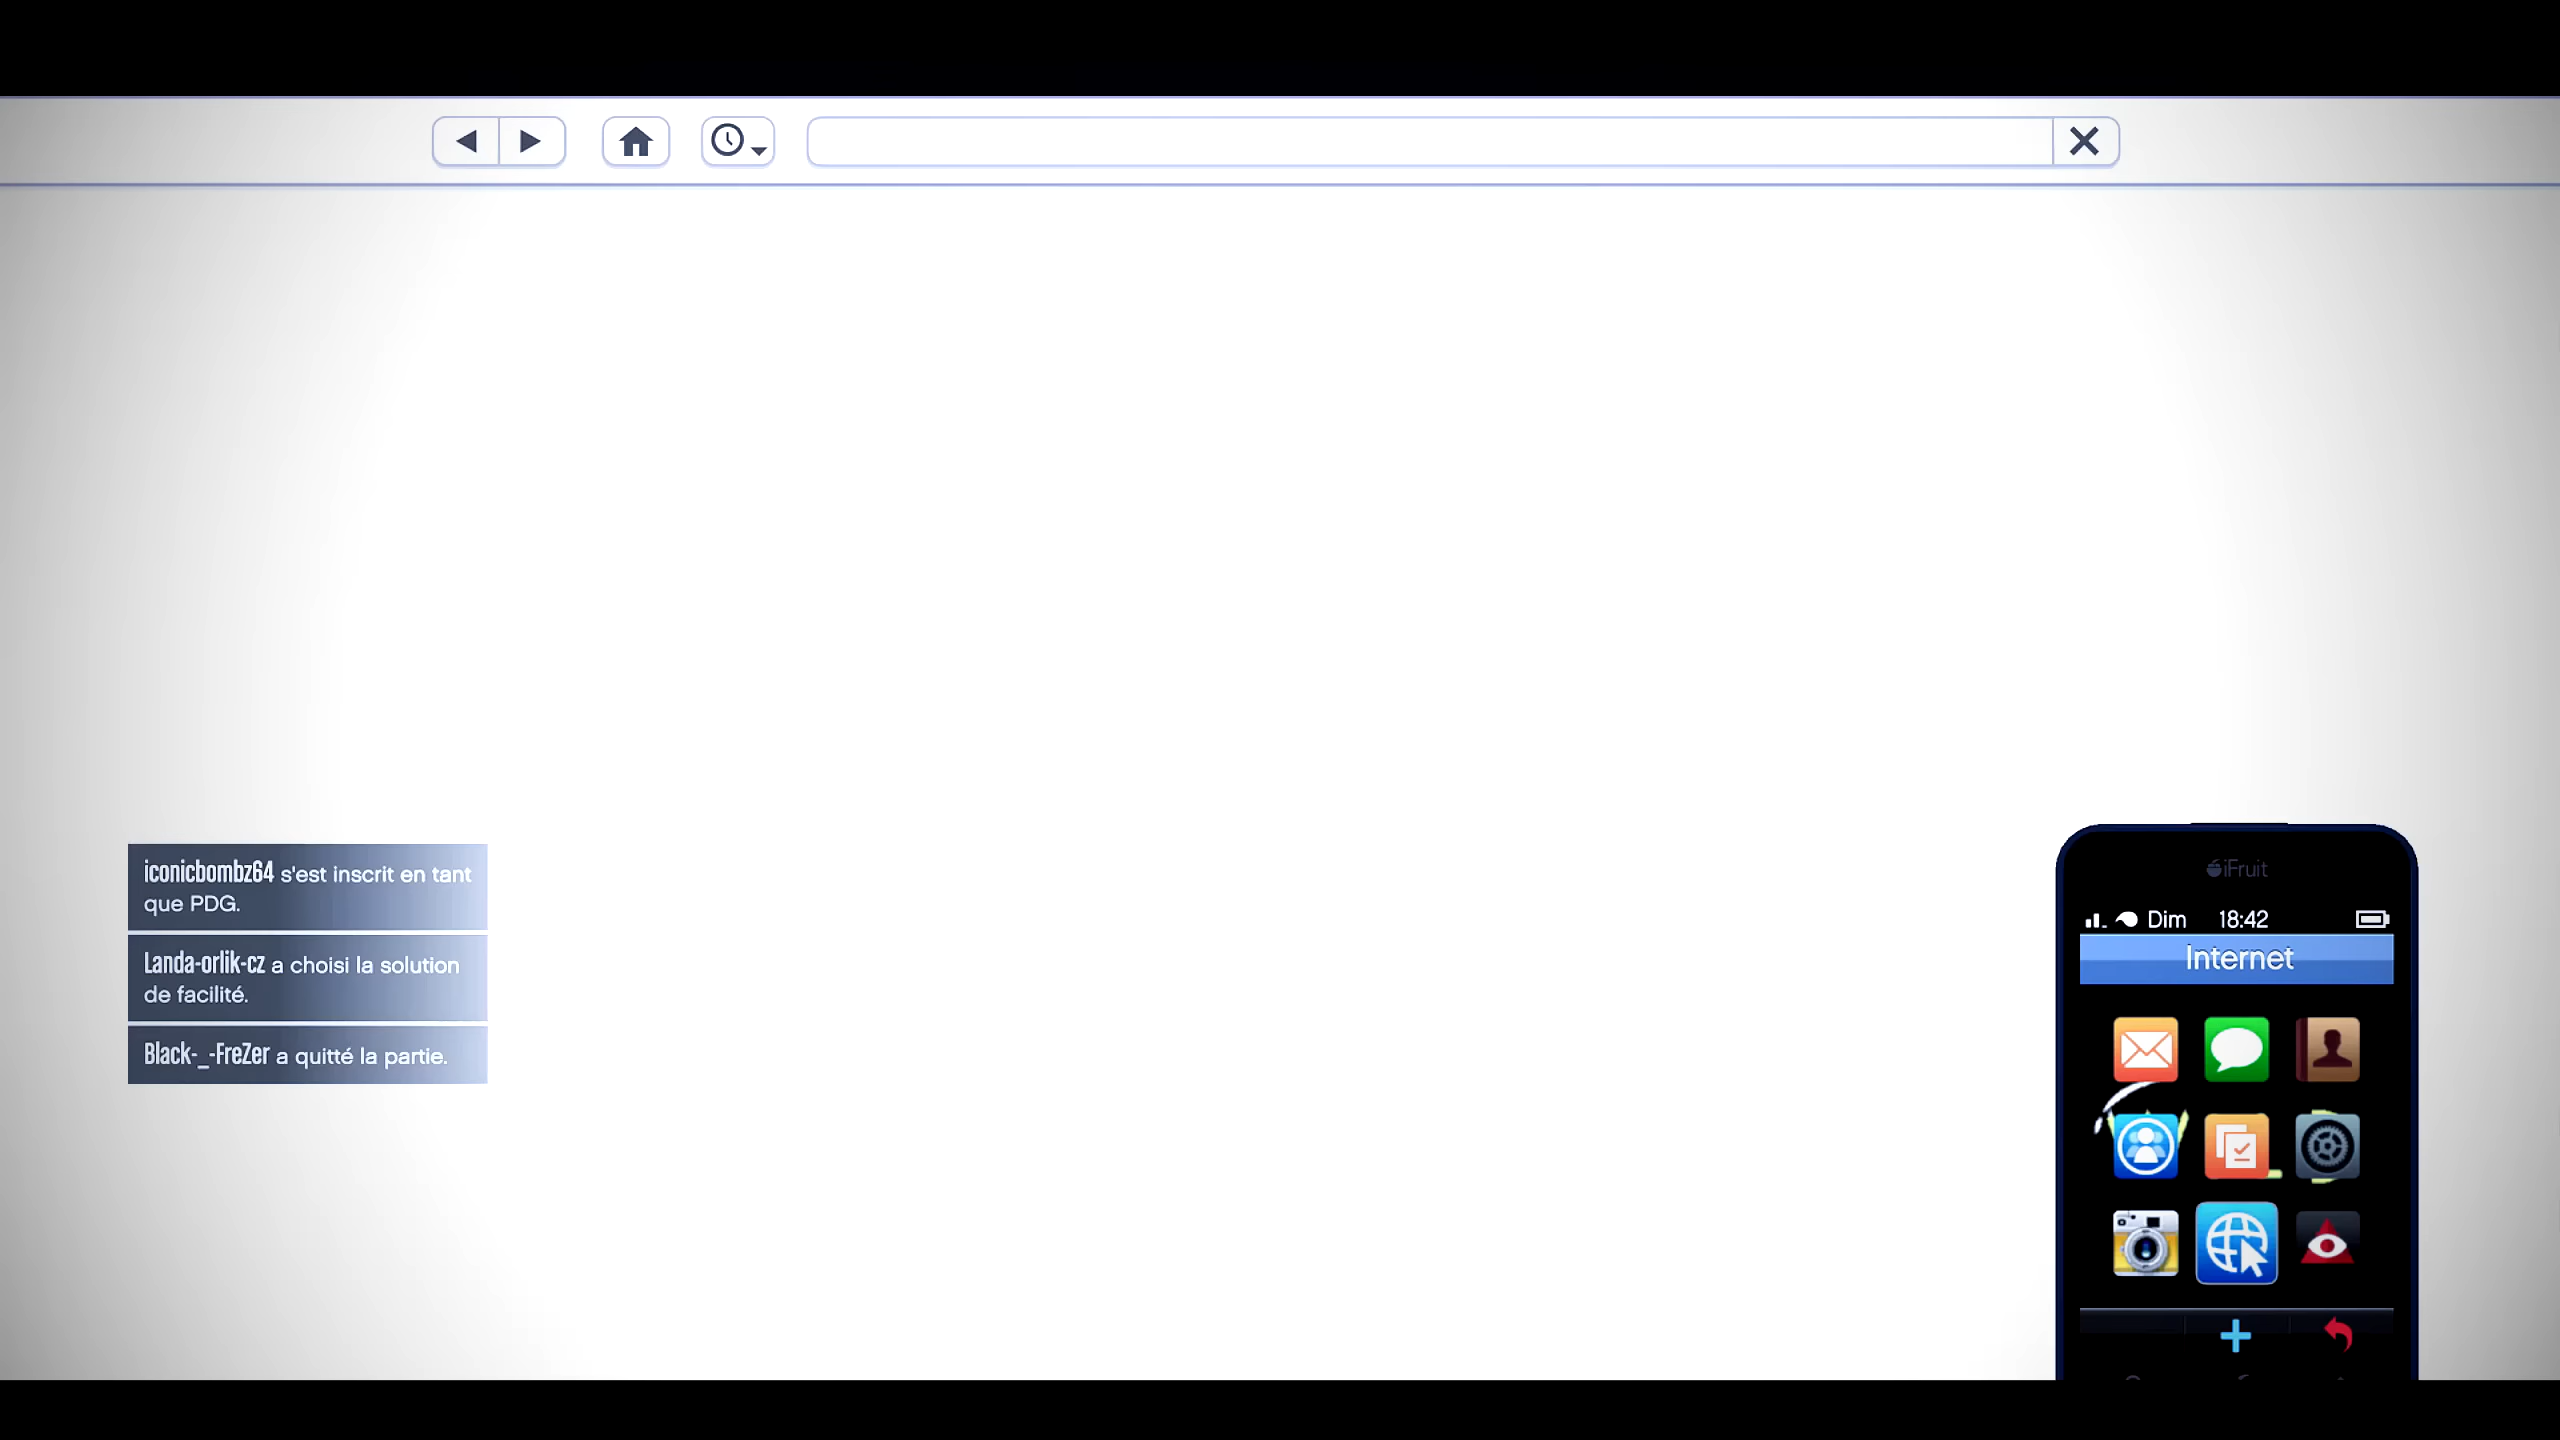 iconicbombz64 s'est inscrit en tant
que PDG.
Landa-orlik-cz a choisi la solution
de facilité.
Black-_-FreZer a quitté la partie.
iFruit
Dim 18:42
Internet